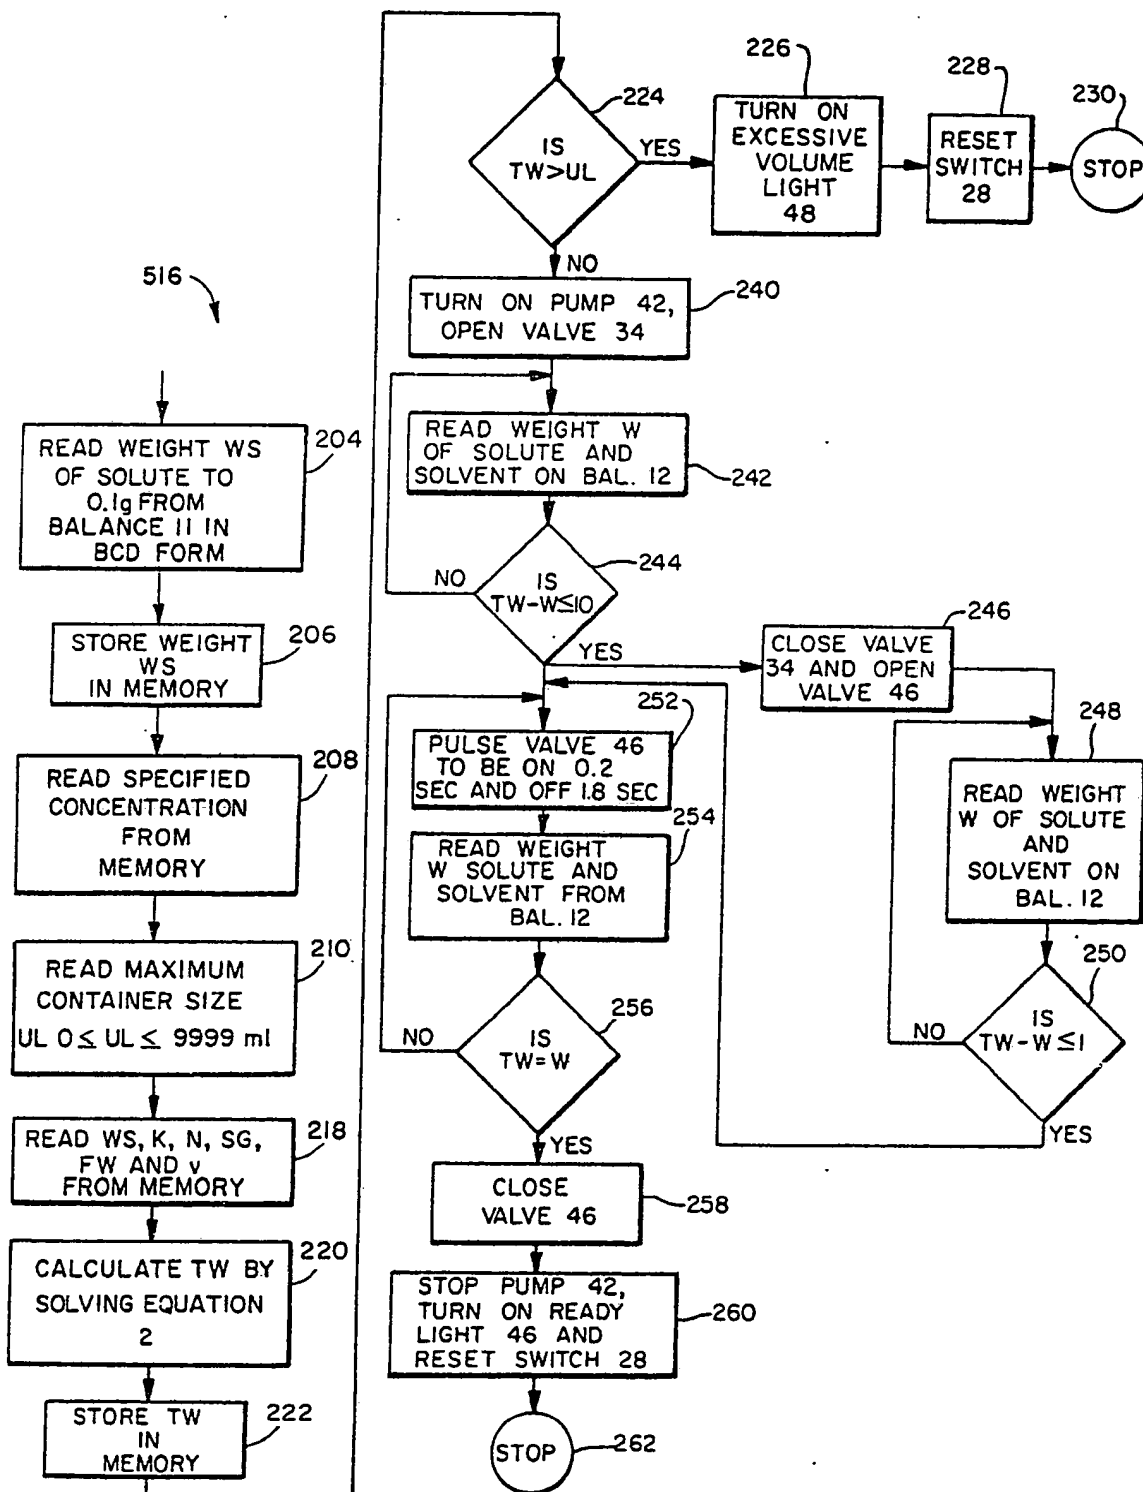 516
READ WEIGHT WS
OF SOLUTE TO
0.1g FROM
BALANCE 11 IN
BCD FORM
204
STORE WEIGHT
WS
IN MEMORY
206
READ SPECIFIED
CONCENTRATION
FROM
MEMORY
208
READ MAXIMUM
CONTAINER SIZE
UL 0 ≤ UL ≤ 9999 ml
210
READ WS, K, N, SG,
FW AND v
FROM MEMORY
218
CALCULATE TW BY
SOLVING EQUATION
2
220
STORE TW
IN
MEMORY
222
IS
TW>UL
224
YES
NO
TURN ON
EXCESSIVE
VOLUME
LIGHT
48
226
RESET
SWITCH
28
228
STOP
230
TURN ON PUMP 42,
OPEN VALVE 34
240
READ WEIGHT W
OF SOLUTE AND
SOLVENT ON BAL. 12
242
IS
TW-W≤10
244
NO
YES
CLOSE VALVE
34 AND OPEN
VALVE 46
246
READ WEIGHT
W OF SOLUTE
AND
SOLVENT ON
BAL. 12
248
IS
TW-W≤1
250
NO
YES
PULSE VALVE 46
TO BE ON 0.2
SEC AND OFF 1.8 SEC
252
READ WEIGHT
W SOLUTE AND
SOLVENT FROM
BAL. 12
254
IS
TW=W
256
NO
YES
CLOSE
VALVE 46
258
STOP PUMP 42,
TURN ON READY
LIGHT 46 AND
RESET SWITCH 28
260
STOP
262